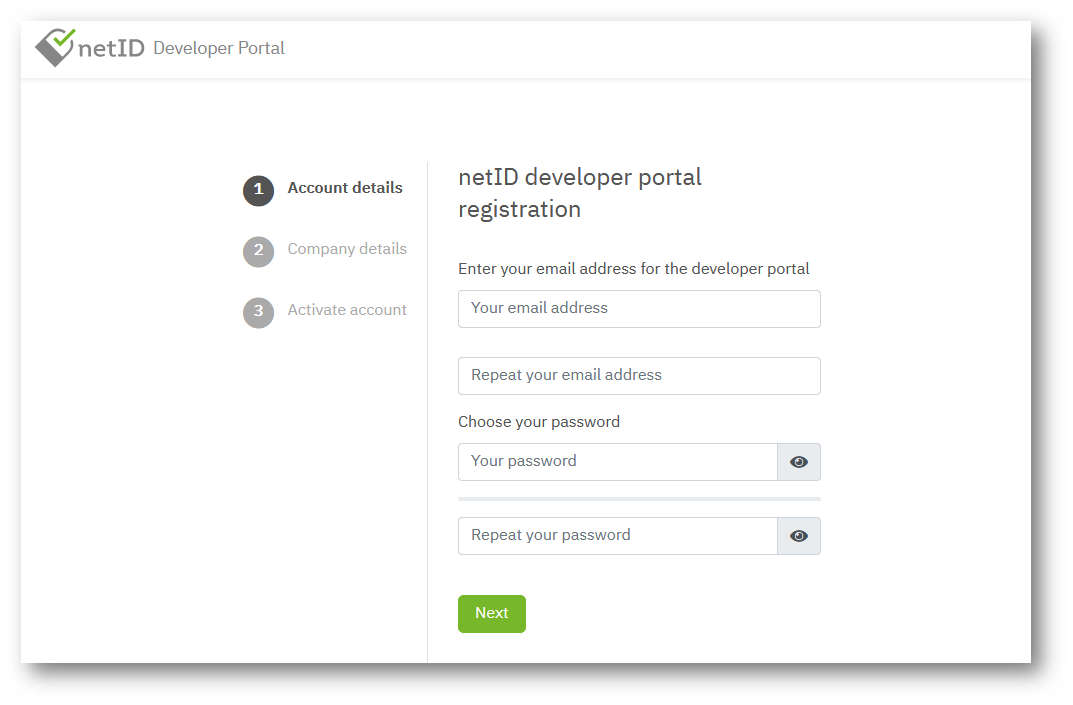 netID Developer Portal
1 Account details
2 Company details
3 Activate account
netID developer portal
registration
Enter your email address for the developer portal
Your email address
Repeat your email address
Choose your password
Your password
Repeat your password
Next